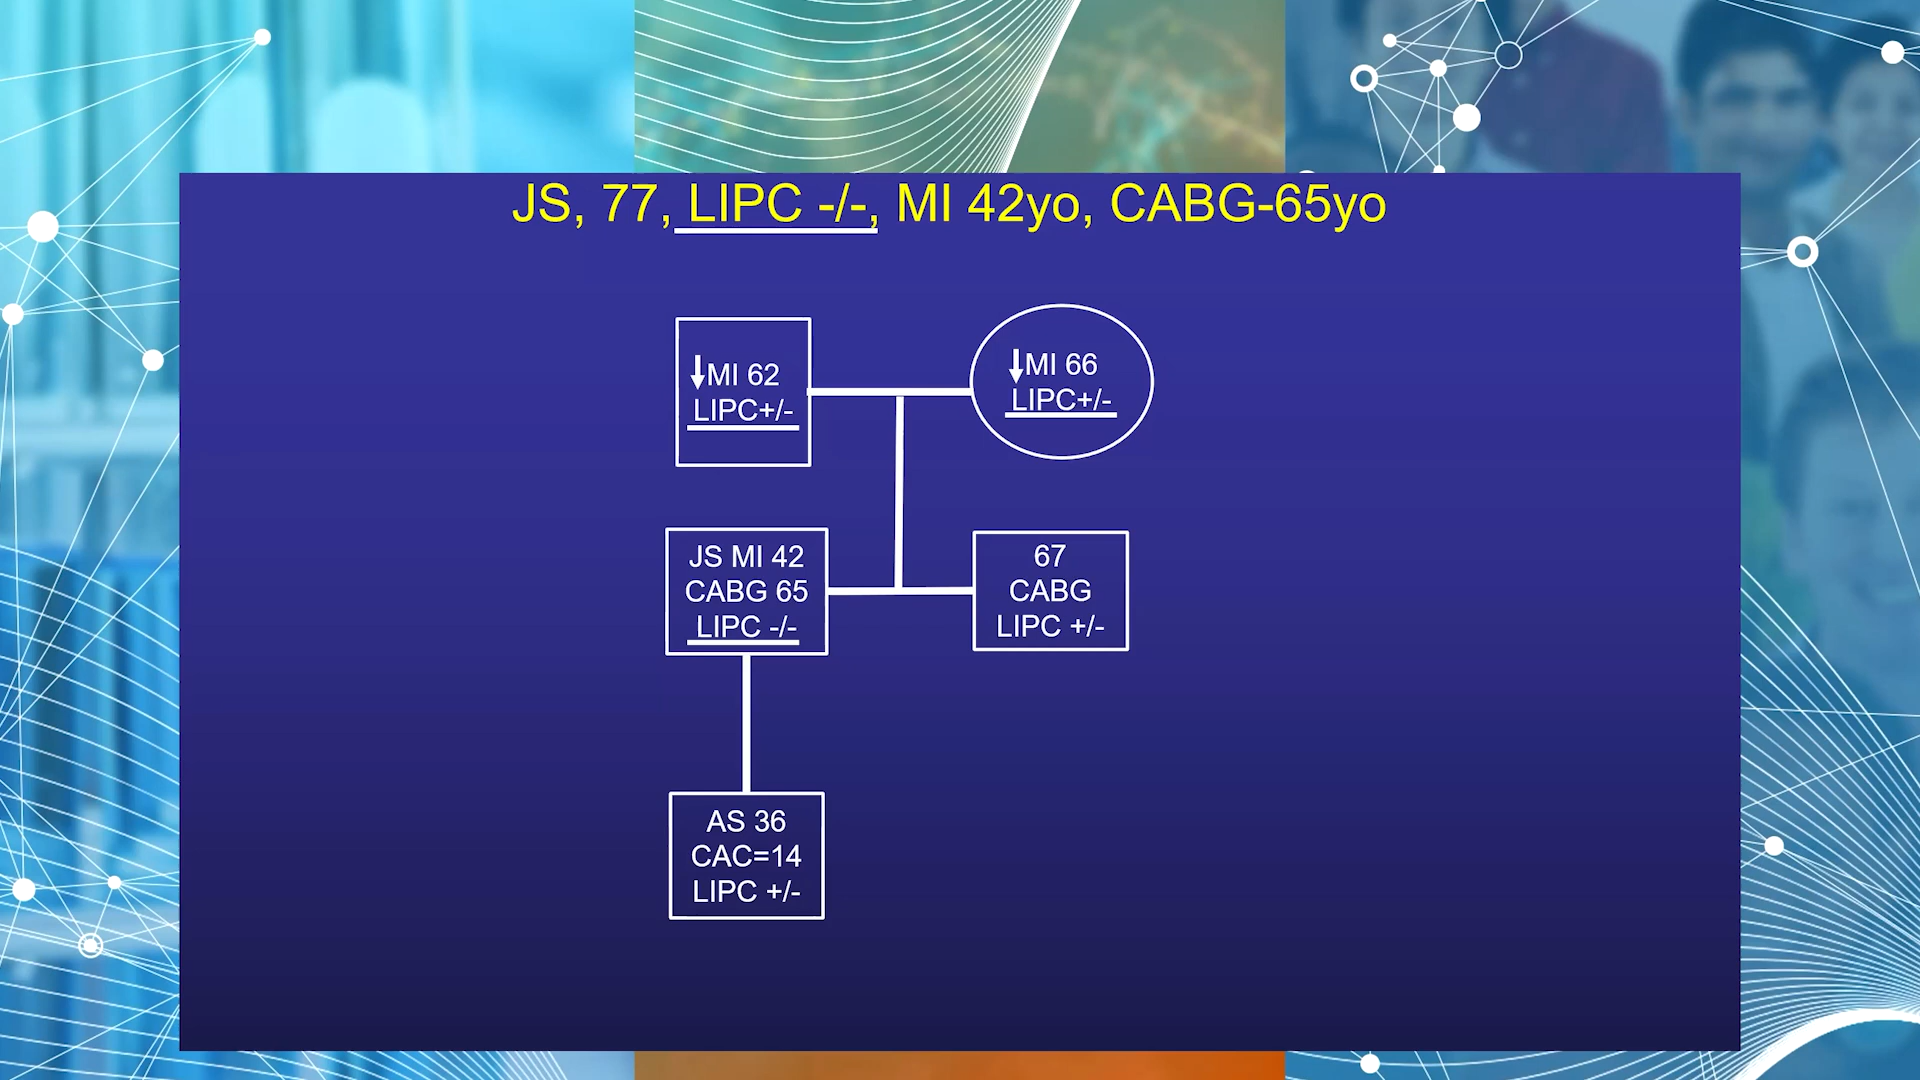 JS, 77, LIPC -/-, MI 42yo, CABG-65yo
↓MI 62
LIPC+/-
↓MI 66
LIPC+/-
JS MI 42
CABG 65
LIPC -/-
67
CABG
LIPC +/-
AS 36
CAC=14
LIPC +/-